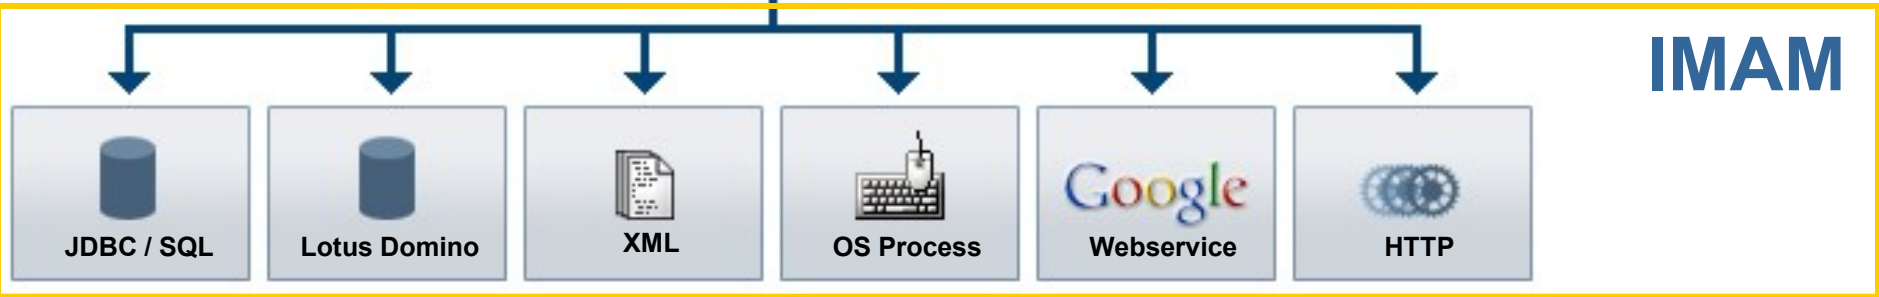 IMAM
Google
JDBC / SQL
Lotus Domino
XML
OS Process
Webservice
HTTP